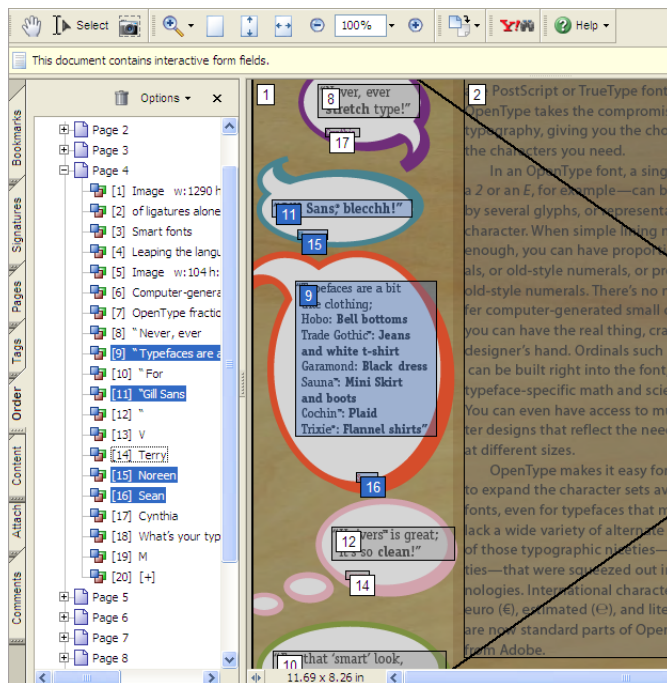 Select
100%
Y!
Help
This document contains interactive form fields.
Options
Bookmarks
Signatures
Pages
Tags
Order
Content
Attach
Comments
Page 2
Page 3
Page 4
[1] Image w:1290 h
[2] of ligatures alone
[3] Smart fonts
[4] Leaping the langu
[5] Image w:104 h:
[6] Computer-genera
[7] OpenType fractic
[8] "Never, ever
[9] "Typefaces are a
[10] "For
[11] "Gill Sans
[12] "
[13] V
[14] Terry
[15] Noreen
[16] Sean
[17] Cynthia
[18] What's your typ
[19] M
[20] [+]
Page 5
Page 6
Page 7
Page 8
1
8
ever, ever
stretch type!"
17
11
Sans," blecchh!"
15
9
Typefaces are a bit
clothing;
Hobo: Bell bottoms
Trade Gothic™: Jeans
and white t-shirt
Garamond: Black dress
Sauna™: Mini Skirt
and boots
Cochin™: Plaid
Trixie™: Flannel shirts"
16
12
is great;
so clean!"
14
10
that 'smart' look,
2
PostScript or TrueType font
OpenType takes the compromis
typography, giving you the cho
the characters you need.
In an OpenType font, a sing
a 2 or an E, for example—can b
by several glyphs, or representa
character. When simple lining n
enough, you can have proporti
als, or old-style numerals, or pr
old-style numerals. There's no r
fer computer-generated small c
you can have the real thing, cra
designer's hand. Ordinals such
can be built right into the font
typeface-specific math and scie
You can even have access to mu
ter designs that reflect the need
at different sizes.
OpenType makes it easy for
to expand the character sets av
fonts, even for typefaces that m
lack a wide variety of alternate
of those typographic niceties—
ties—that were squeezed out in
nologies. International characte
euro (€), estimated (℮), and lite
are now standard parts of Open
from Adobe.
11.69 x 8.26 in